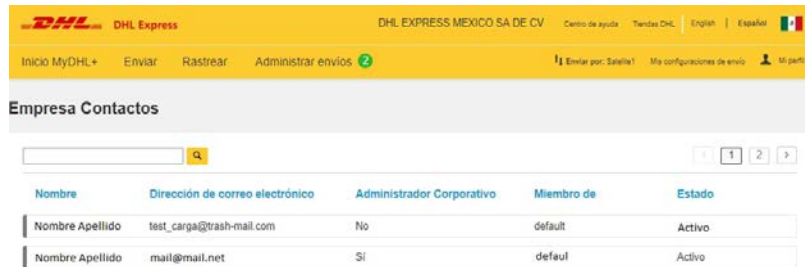 DHL DHL Express DHL EXPRESS MEXICO SA DE CV Centro de ayuda Tiendas DHL English | Español
Inicio MyDHL+ Enviar Rastrear Administrar envíos 2 Enviar por: Satelite1 Mis configuraciones de envío Mi perfil
Empresa Contactos
< 1 2 >
Nombre Dirección de correo electrónico Administrador Corporativo Miembro de Estado
Nombre Apellido test_carga@trash-mail.com No default Activo
Nombre Apellido mail@mail.net Sí defaul Activo